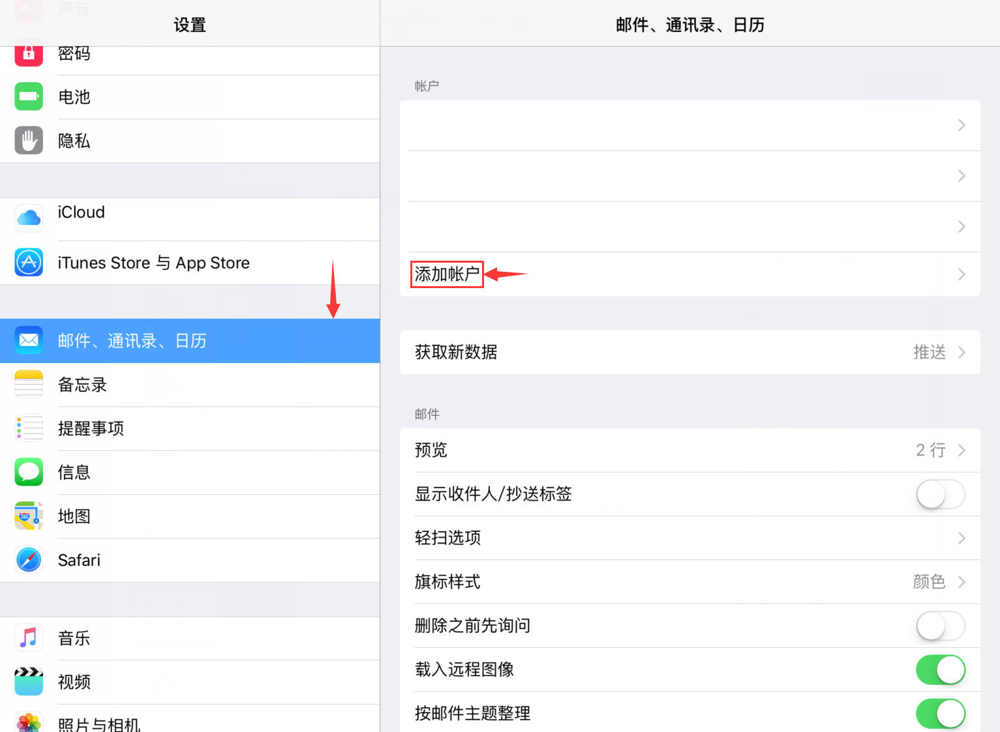 声音
设置
密码
电池
隐私
iCloud
iTunes Store 与 App Store
邮件、通讯录、日历
备忘录
提醒事项
信息
地图
280
Safari
音乐
视频
照片与相机
邮件、通讯录、日历
帐户
添加帐户
获取新数据 推送
邮件
预览 2 行
显示收件人/抄送标签
轻扫选项
旗标样式 颜色
删除之前先询问
载入远程图像
按邮件主题整理